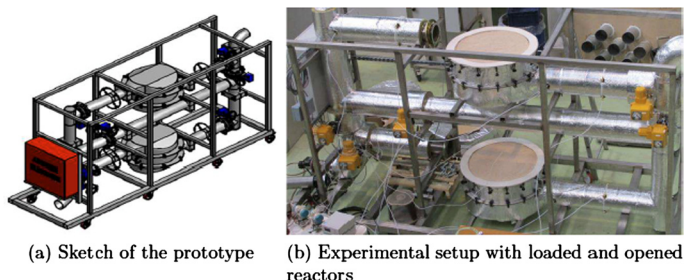 (a) Sketch of the prototype
(b) Experimental setup with loaded and opened
reactors